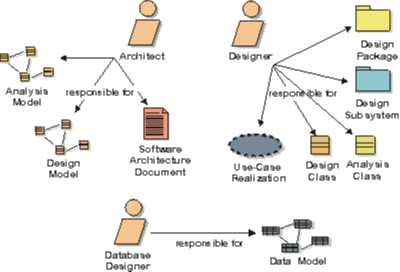 Architect
Designer
Design
Package
Analysis
Model
responsible for
responsible for
Design
Subsystem
Design
Model
Software
Architecture
Document
Use-Case
Realization
Design
Class
Analysis
Class
Database
Designer
responsible for
Data Model